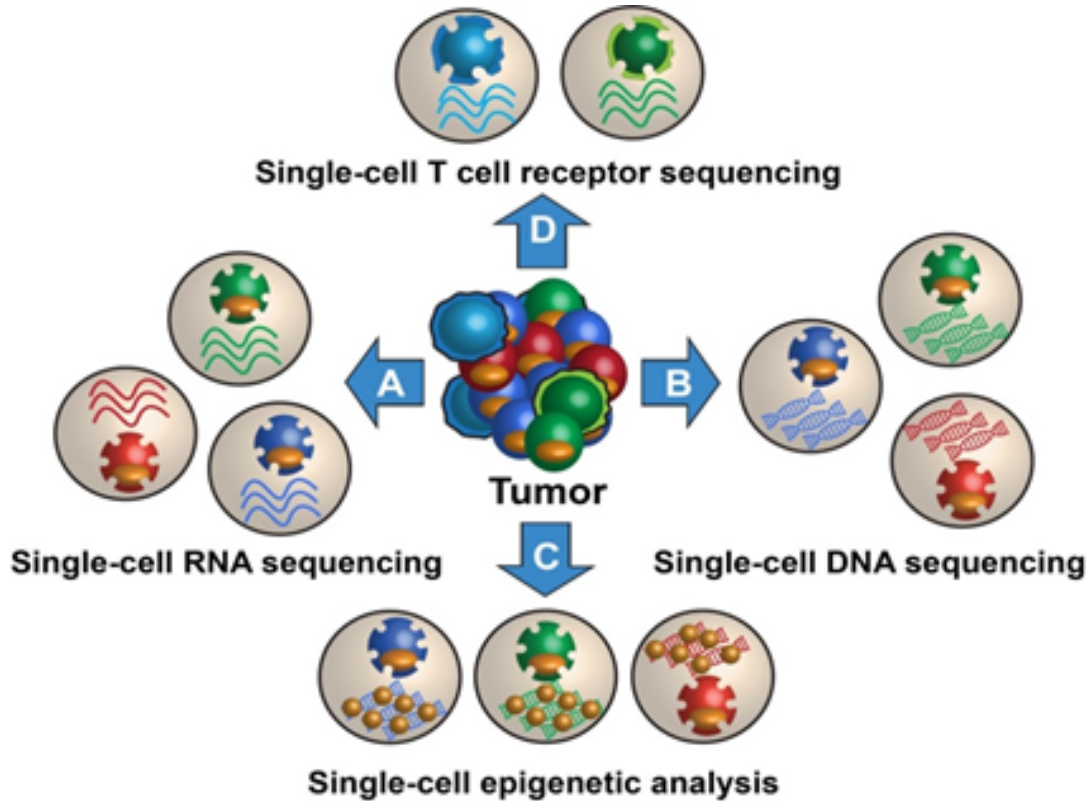 Single-cell T cell receptor sequencing
D
A
B
Tumor
Single-cell RNA sequencing
Single-cell DNA sequencing
C
Single-cell epigenetic analysis